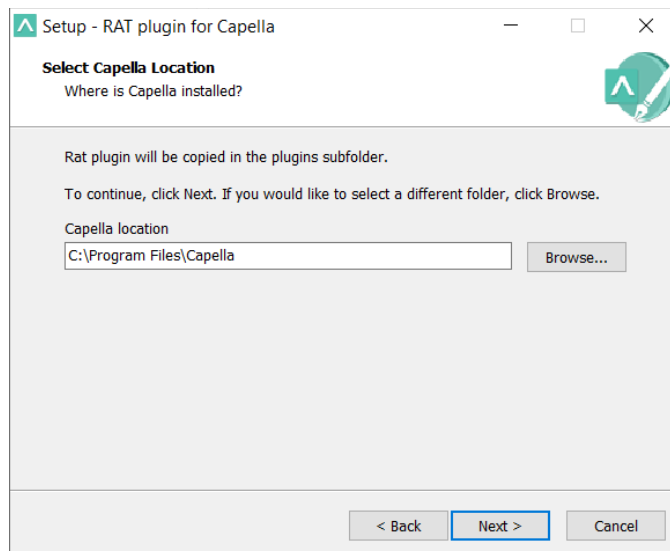 Setup - RAT plugin for Capella
Select Capella Location
Where is Capella installed?
Rat plugin will be copied in the plugins subfolder.
To continue, click Next. If you would like to select a different folder, click Browse.
Capella location
C:\Program Files\Capella
Browse...
< Back
Next >
Cancel